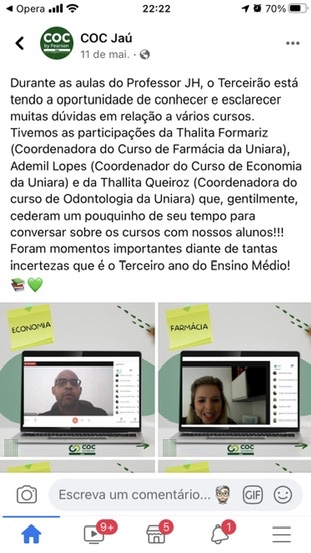 Opera
22:22
70%
COC
by Pearson
COC Jaú
11 de mai. ·
Durante as aulas do Professor JH, o Terceirão está
tendo a oportunidade de conhecer e esclarecer
muitas dúvidas em relação a vários cursos.
Tivemos as participações da Thalita Formariz
(Coordenadora do Curso de Farmácia da Uniara),
Ademil Lopes (Coordenador do Curso de Economia
da Uniara) e da Thallita Queiroz (Coordenadora do
curso de Odontologia da Uniara) que, gentilmente,
cederam um pouquinho de seu tempo para
conversar sobre os cursos com nossos alunos!!!
Foram momentos importantes diante de tantas
incertezas que é o Terceiro ano do Ensino Médio!
📚💚
ECONOMIA
FARMÁCIA
COC
COC
Escreva um comentário...
GIF
9+
5
1